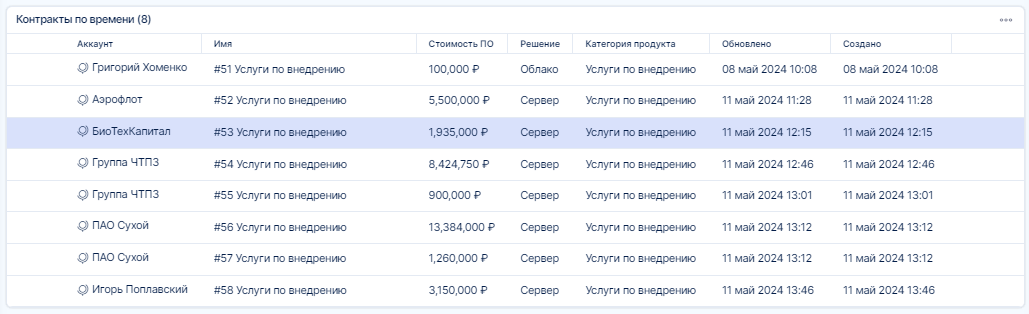 Контракты по времени (8)
Аккаунт Имя Стоимость ПО Решение Категория продукта Обновлено Создано
Григорий Хоменко #51 Услуги по внедрению 100,000 ₽ Облако Услуги по внедрению 08 май 2024 10:08 08 май 2024 10:08
Аэрофлот #52 Услуги по внедрению 5,500,000 ₽ Сервер Услуги по внедрению 11 май 2024 11:28 11 май 2024 11:28
БиоТехКапитал #53 Услуги по внедрению 1,935,000 ₽ Сервер Услуги по внедрению 11 май 2024 12:15 11 май 2024 12:15
Группа ЧТПЗ #54 Услуги по внедрению 8,424,750 ₽ Сервер Услуги по внедрению 11 май 2024 12:46 11 май 2024 12:46
Группа ЧТПЗ #55 Услуги по внедрению 900,000 ₽ Сервер Услуги по внедрению 11 май 2024 13:01 11 май 2024 13:01
ПАО Сухой #56 Услуги по внедрению 13,384,000 ₽ Сервер Услуги по внедрению 11 май 2024 13:12 11 май 2024 13:12
ПАО Сухой #57 Услуги по внедрению 1,260,000 ₽ Сервер Услуги по внедрению 11 май 2024 13:12 11 май 2024 13:12
Игорь Поплавский #58 Услуги по внедрению 3,150,000 ₽ Сервер Услуги по внедрению 11 май 2024 13:46 11 май 2024 13:46